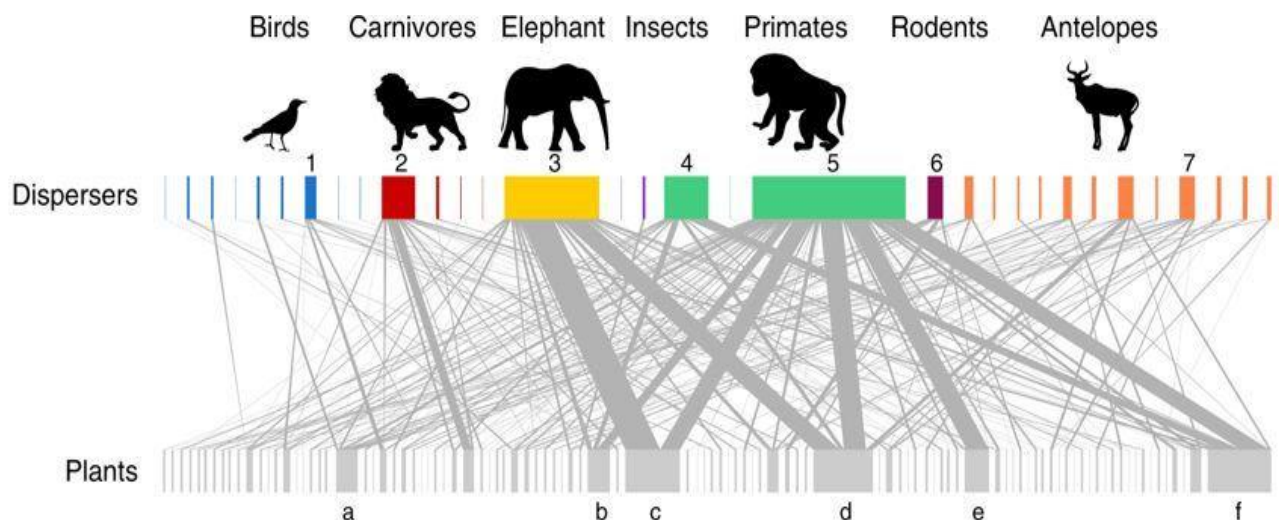 Birds Carnivores Elephant Insects Primates Rodents Antelopes
1 2 3 4 5 6 7
Dispersers
Plants
a b c d e f